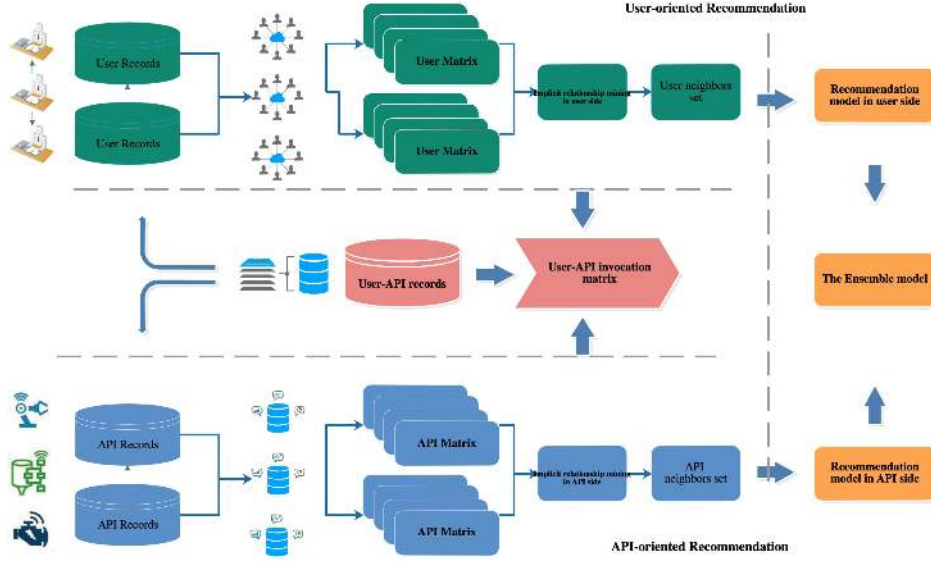 User-oriented Recommendation
User Records
User Records
User Matrix
User Matrix
Implicit relationship mining
in user side
User neighbors
set
Recommendation
model in user side
User-API records
User-API invocation
matrix
The Ensemble model
API Records
API Records
API Matrix
API Matrix
Implicit relationship mining
in API side
API
neighbors set
Recommendation
model in API side
API-oriented Recommendation